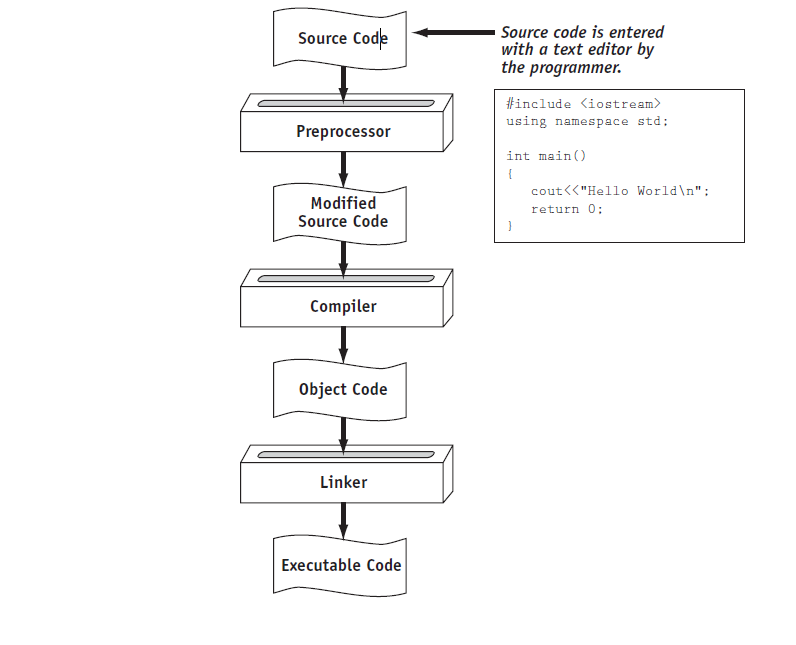 Source Code
Source code is entered
with a text editor by
the programmer.
#include <iostream>
using namespace std;
int main()
{
cout<<"Hello World\n";
return 0;
}
Preprocessor
Modified
Source Code
Compiler
Object Code
Linker
Executable Code